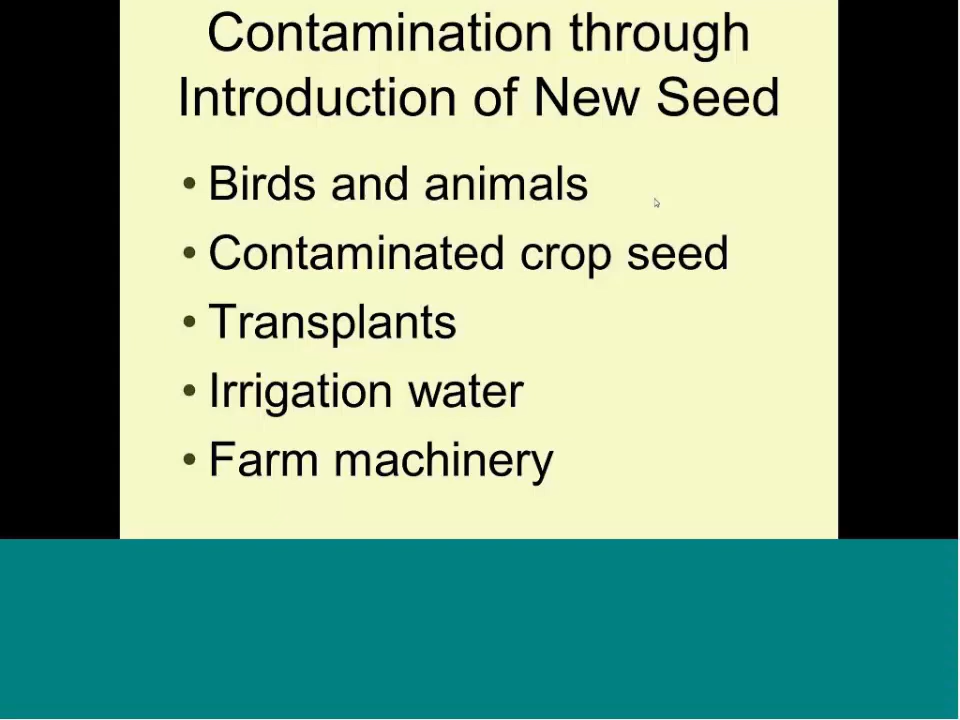 Contamination through
Introduction of New Seed
• Birds and animals
• Contaminated crop seed
• Transplants
• Irrigation water
• Farm machinery